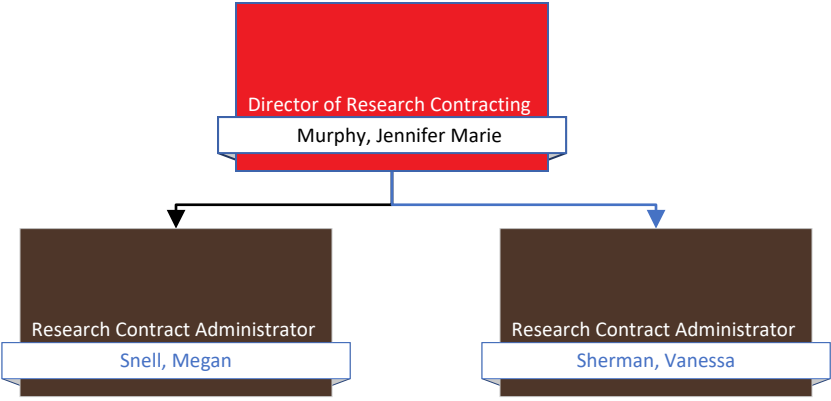 Director of Research Contracting
Murphy, Jennifer Marie
Research Contract Administrator
Snell, Megan
Research Contract Administrator
Sherman, Vanessa